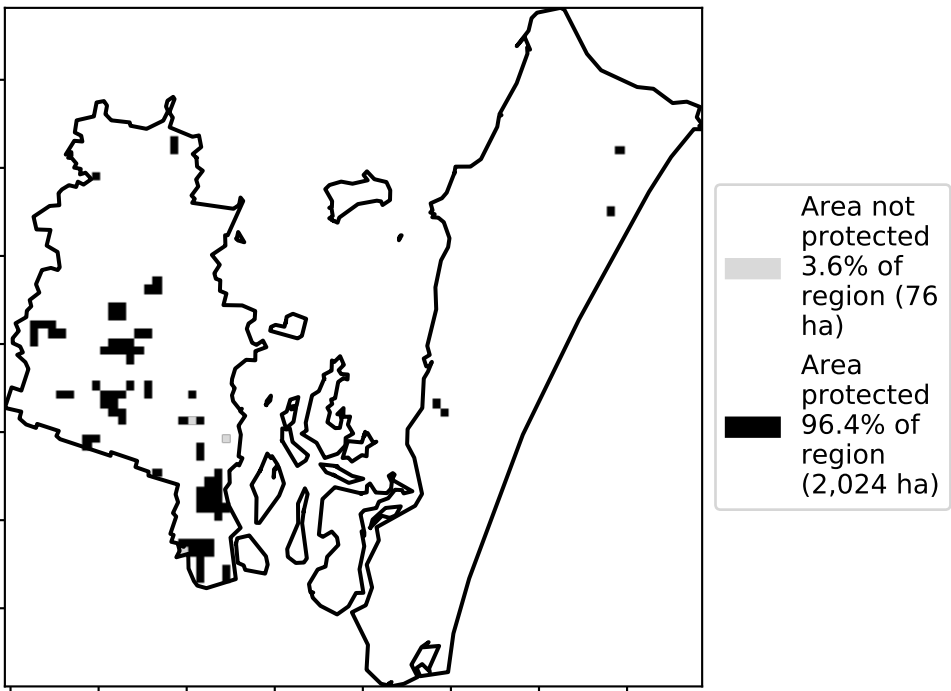 Area not
protected
3.6% of
region (76
ha)
Area
protected
96.4% of
region
(2,024 ha)